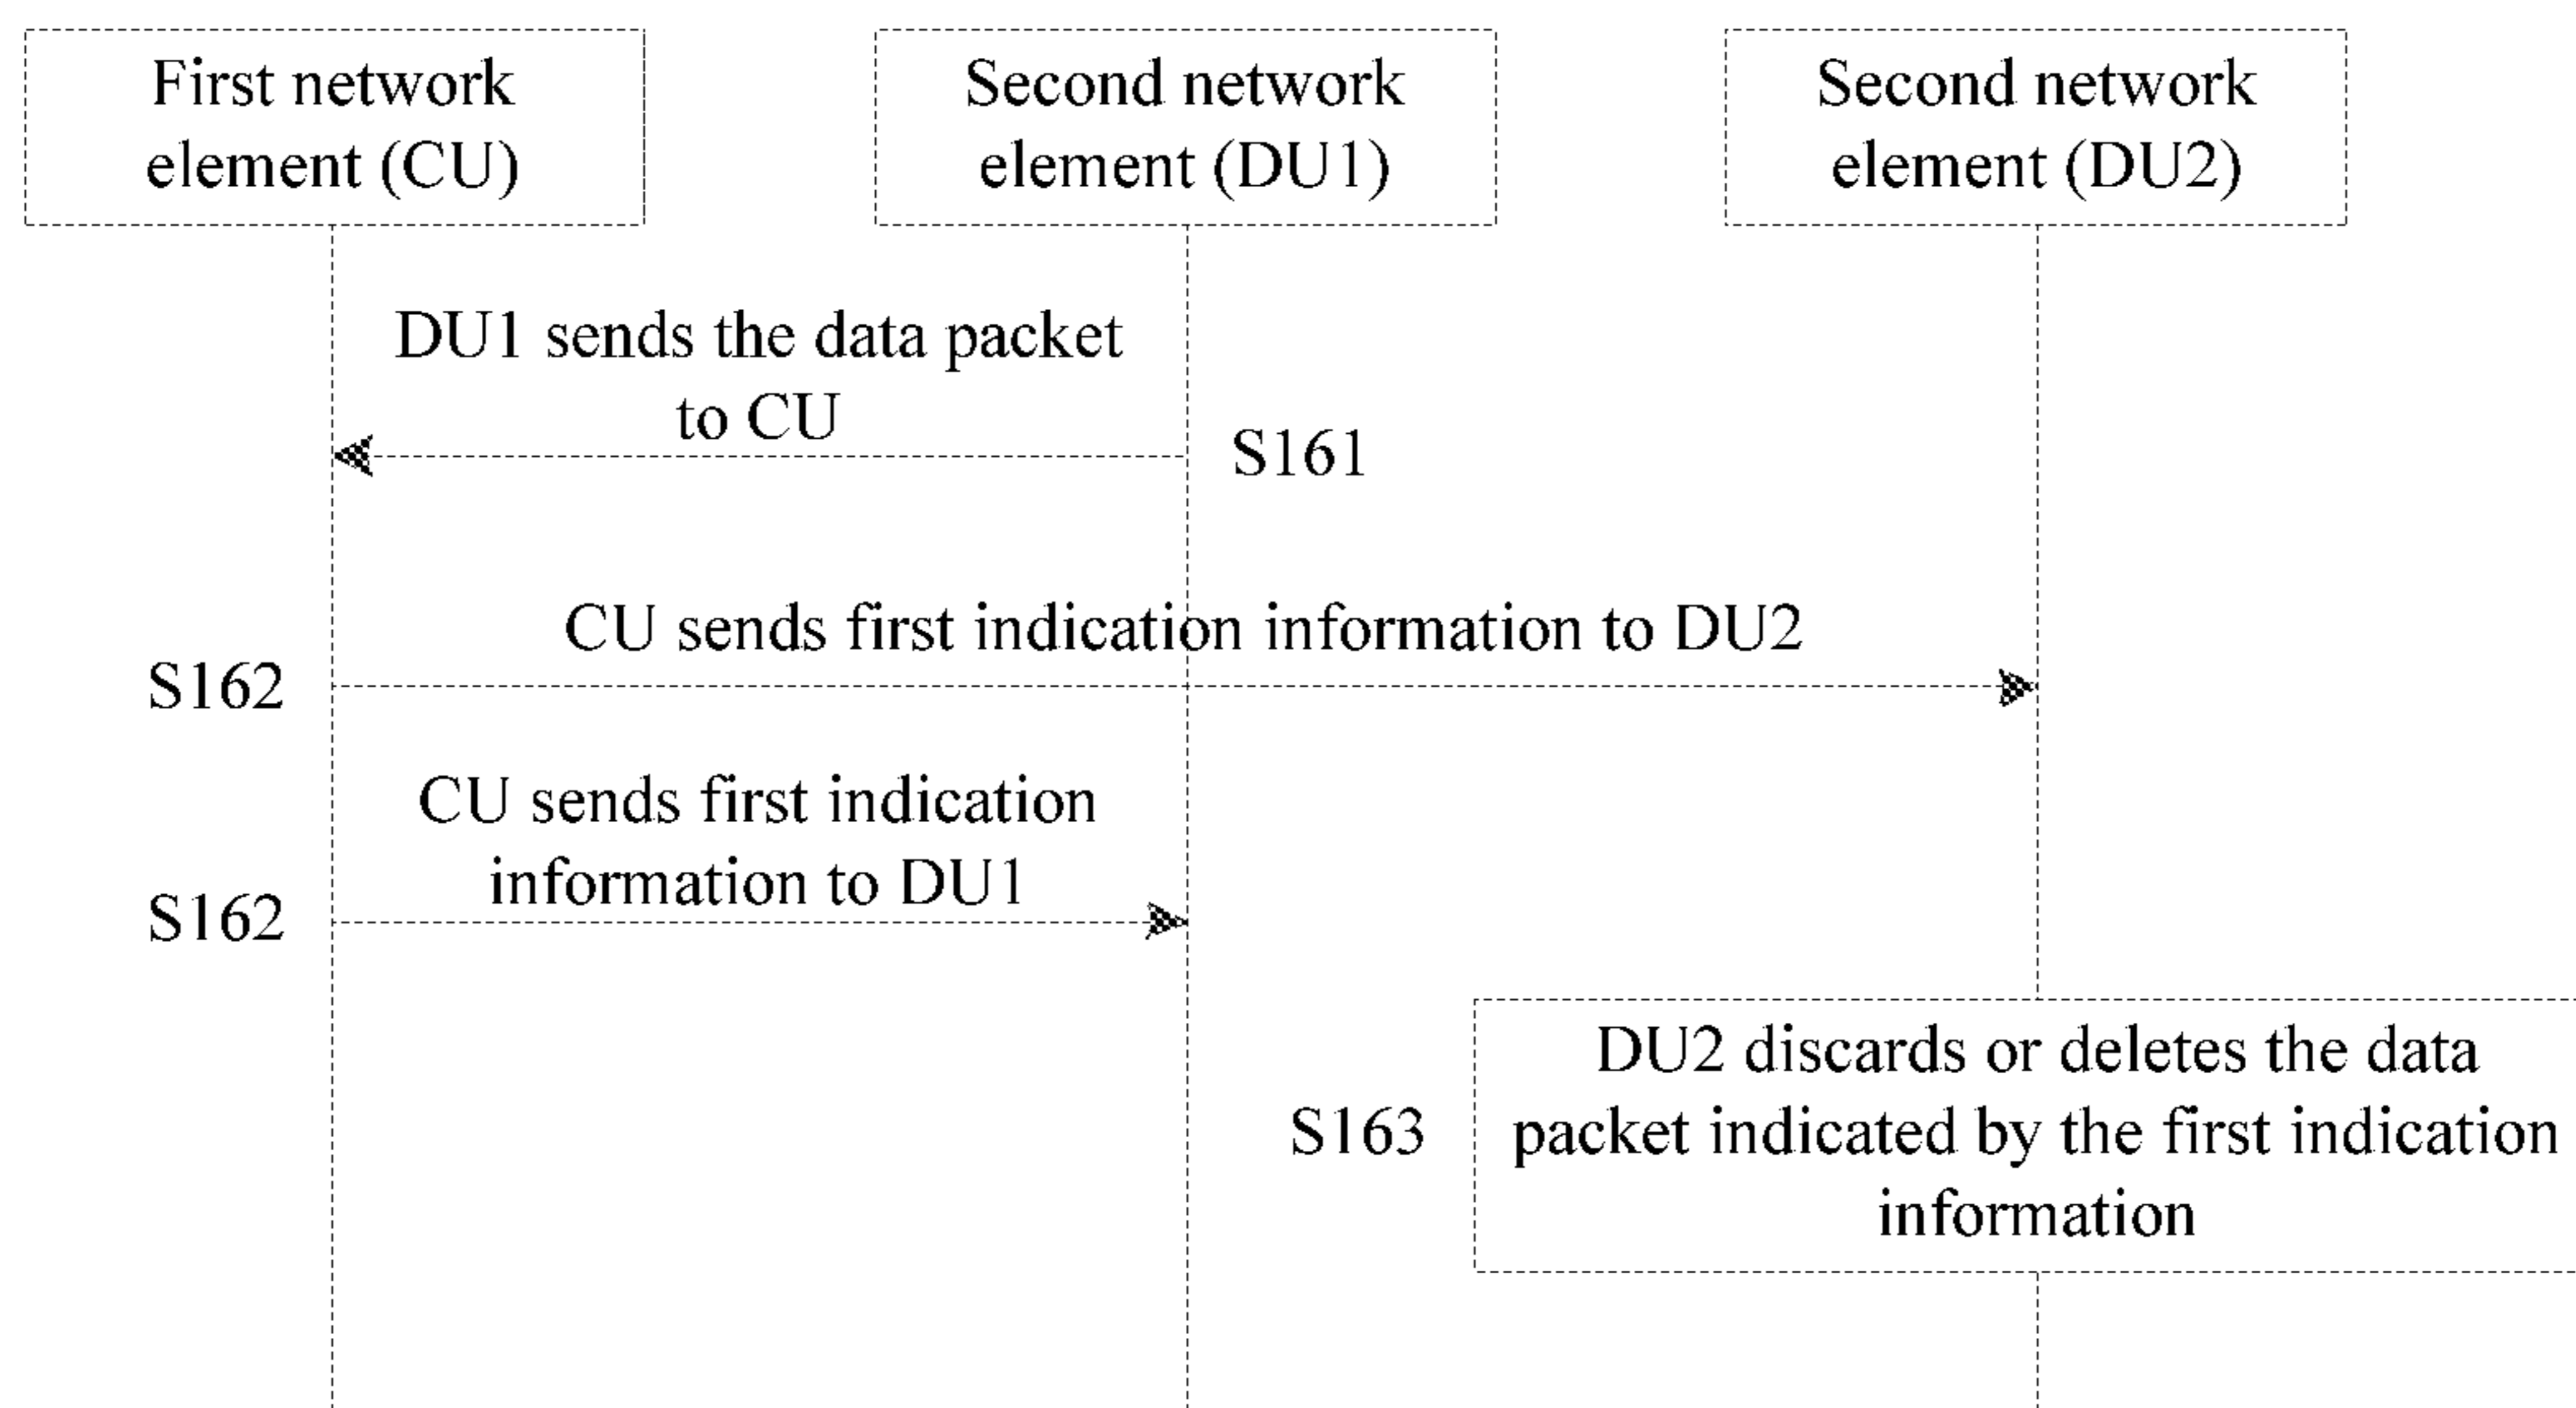 First network
element (CU)
Second network
element (DU1)
Second network
element (DU2)
DU1 sends the data packet
to CU
S161
CU sends first indication information to DU2
S162
CU sends first indication
information to DU1
S162
DU2 discards or deletes the data
packet indicated by the first indication
information
S163